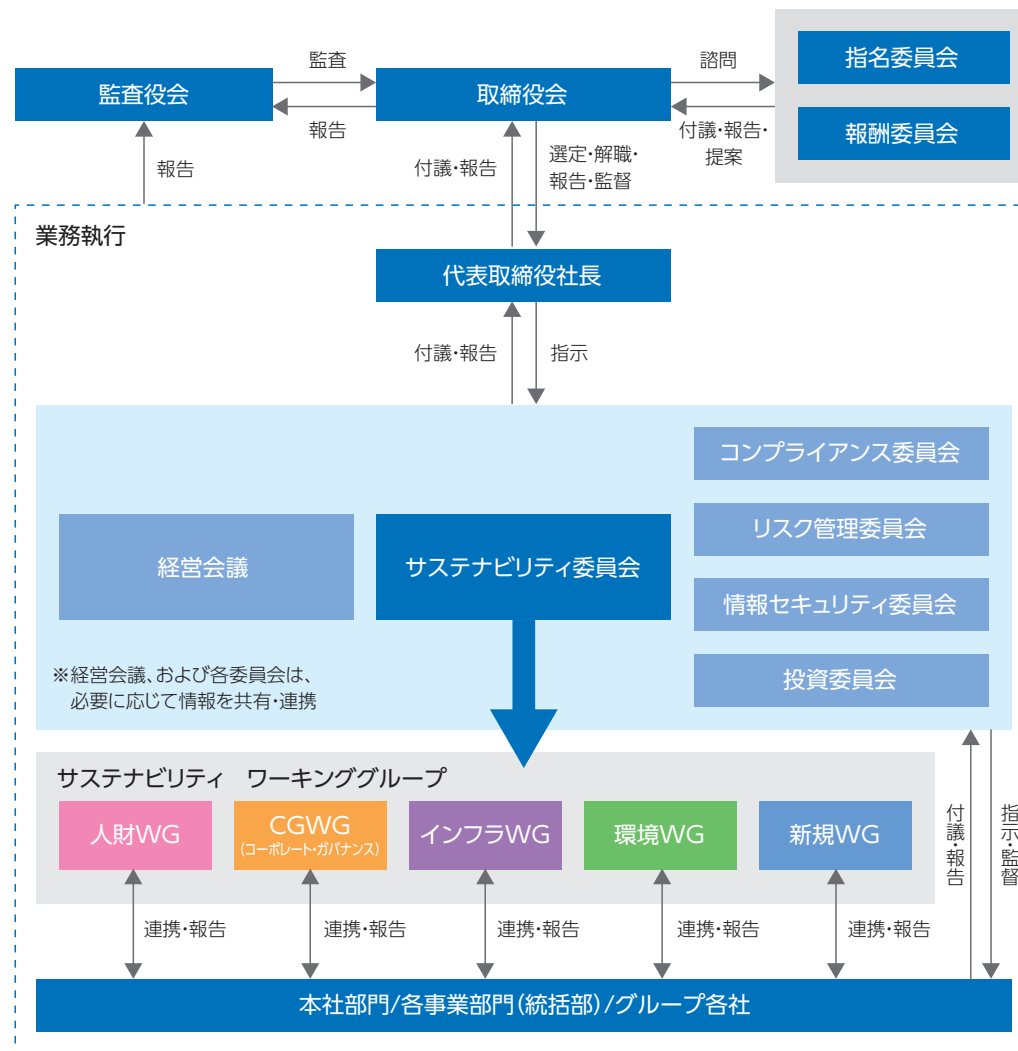 監査
諮問
指名委員会
監査役会
取締役会
報告
付議・報告・
提案
報酬委員会
報告
付議・報告
選定・解職・
報告・監督
業務執行
代表取締役社長
付議・報告
指示
コンプライアンス委員会
リスク管理委員会
経営会議
サステナビリティ委員会
情報セキュリティ委員会
投資委員会
※経営会議、および各委員会は、
必要に応じて情報を共有・連携
サステナビリティ　ワーキンググループ
人財WG
CGWG
(コーポレート・ガバナンス)
インフラWG
環境WG
新規WG
付議・報告
指示・監督
連携・報告
連携・報告
連携・報告
連携・報告
連携・報告
本社部門/各事業部門(統括部)/グループ各社